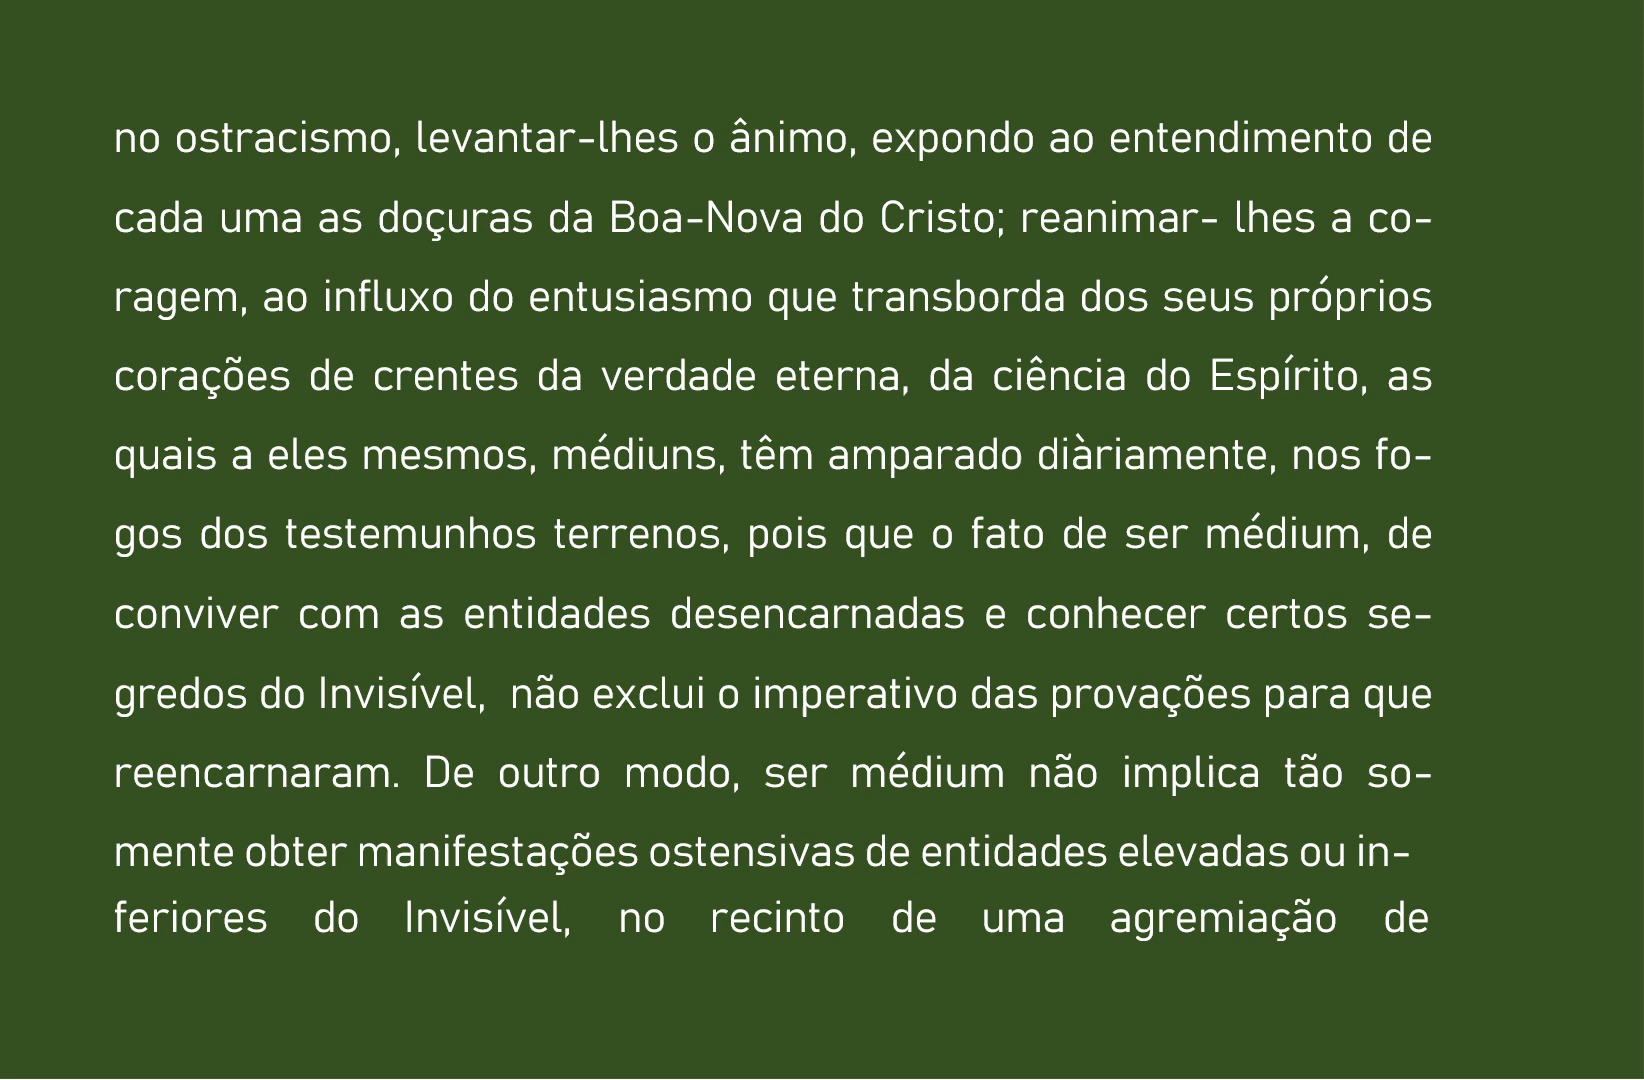 no ostracismo, levantar-lhes o ânimo, expondo ao entendimento de
cada uma as doçuras da Boa-Nova do Cristo; reanimar- lhes a co-
ragem, ao influxo do entusiasmo que transborda dos seus próprios
corações de crentes da verdade eterna, da ciência do Espírito, as
quais a eles mesmos, médiuns, têm amparado diàriamente, nos fo-
gos dos testemunhos terrenos, pois que o fato de ser médium, de
conviver com as entidades desencarnadas e conhecer certos se-
gredos do Invisível,  não exclui o imperativo das provações para que
reencarnaram. De outro modo, ser médium não implica tão so-
mente obter manifestações ostensivas de entidades elevadas ou in-
feriores do Invisível, no recinto de uma agremiação de